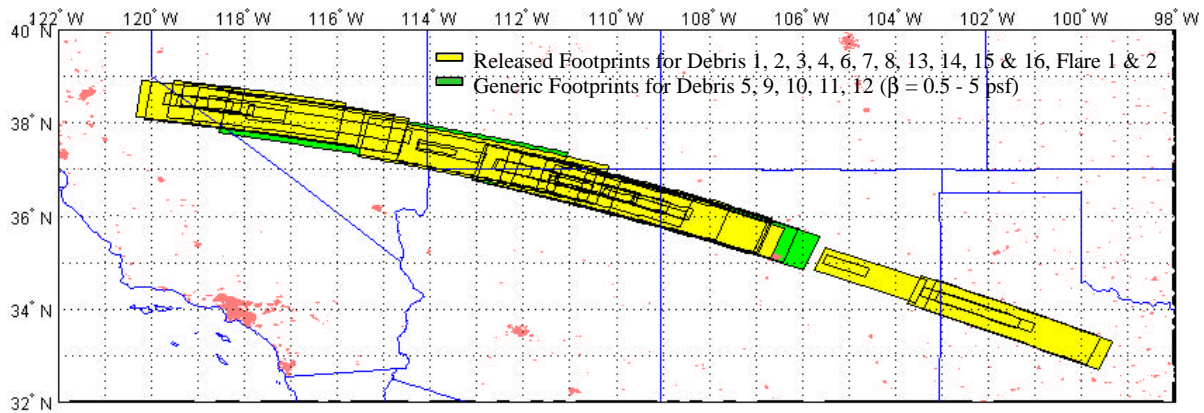 122° W 120° W 118° W 116° W 114° W 112° W 110° W 108° W 106° W 104° W 102° W 100° W 98° W
40° N
Released Footprints for Debris 1, 2, 3, 4, 6, 7, 8, 13, 14, 15 & 16, Flare 1 & 2
Generic Footprints for Debris 5, 9, 10, 11, 12 (β = 0.5 - 5 psf)
38° N
36° N
34° N
32° N